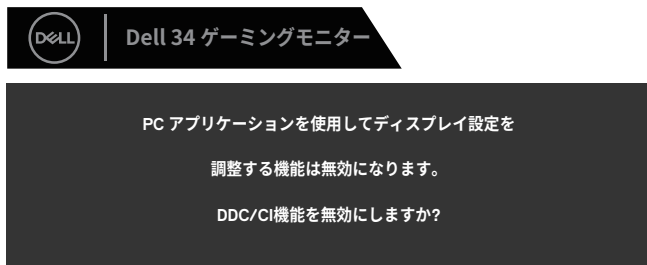 DELL
Dell 34 ゲーミングモニター
PC アプリケーションを使用してディスプレイ設定を
調整する機能は無効になります。
DDC/CI機能を無効にしますか?